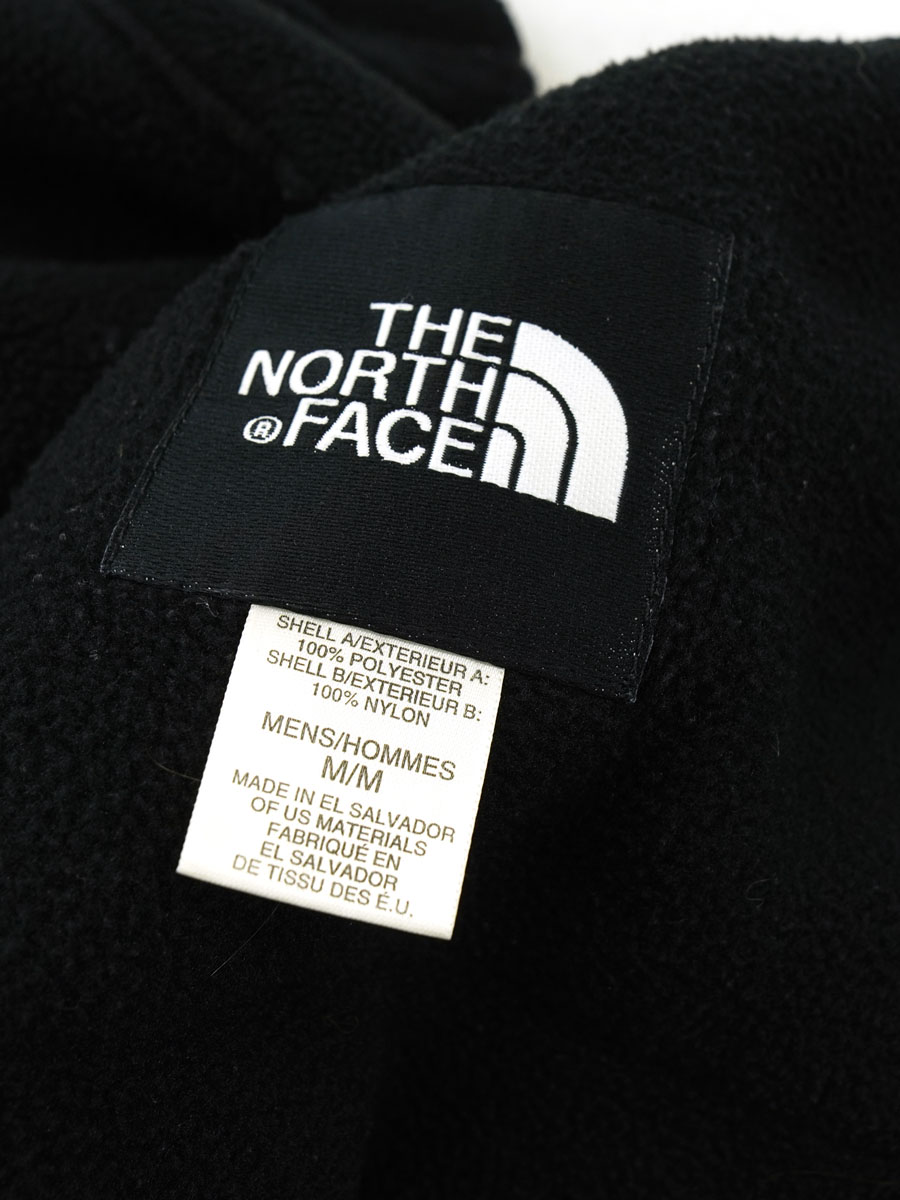 THE
NORTH
® FACE
SHELL A/EXTERIEUR A:
100% POLYESTER
SHELL B/EXTERIEUR B:
100% NYLON
MENS/HOMMES
M/M
MADE IN EL SALVADOR
OF US MATERIALS
FABRIQUÉ EN
EL SALVADOR
DE TISSU DES É.U.